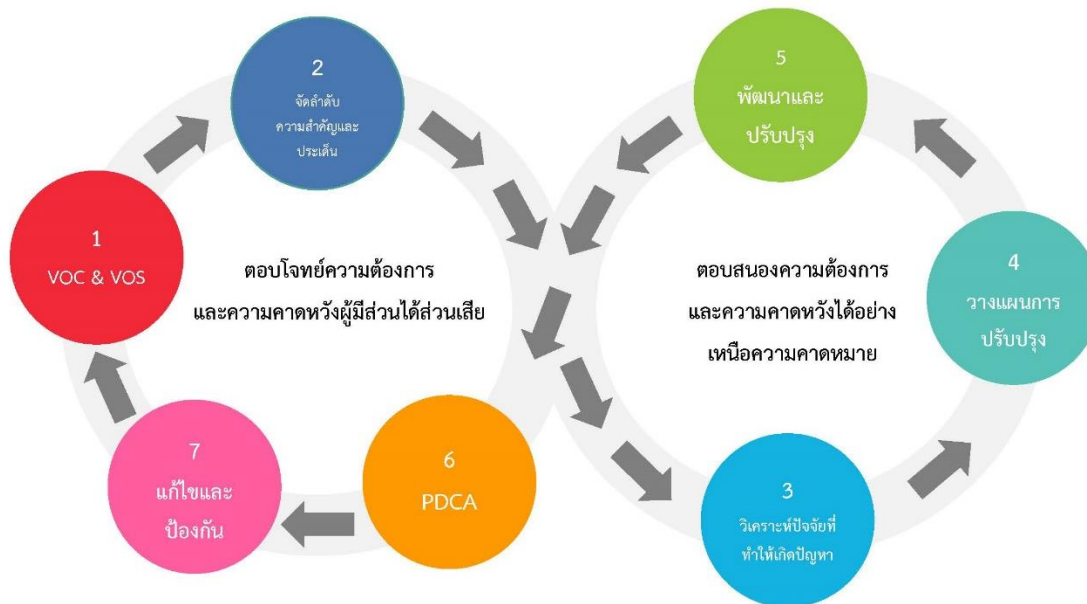 1
VOC & VOS
2
จัดลำดับ
ความสำคัญและ
ประเด็น
3
วิเคราะห์ปัจจัยที่
ทำให้เกิดปัญหา
4
วางแผนการ
ปรับปรุง
5
พัฒนาและ
ปรับปรุง
6
PDCA
7
แก้ไขและ
ป้องกัน
ตอบโจทย์ความต้องการ
และความคาดหวังผู้มีส่วนได้ส่วนเสีย
ตอบสนองความต้องการ
และความคาดหวังได้อย่าง
เหนือความคาดหมาย